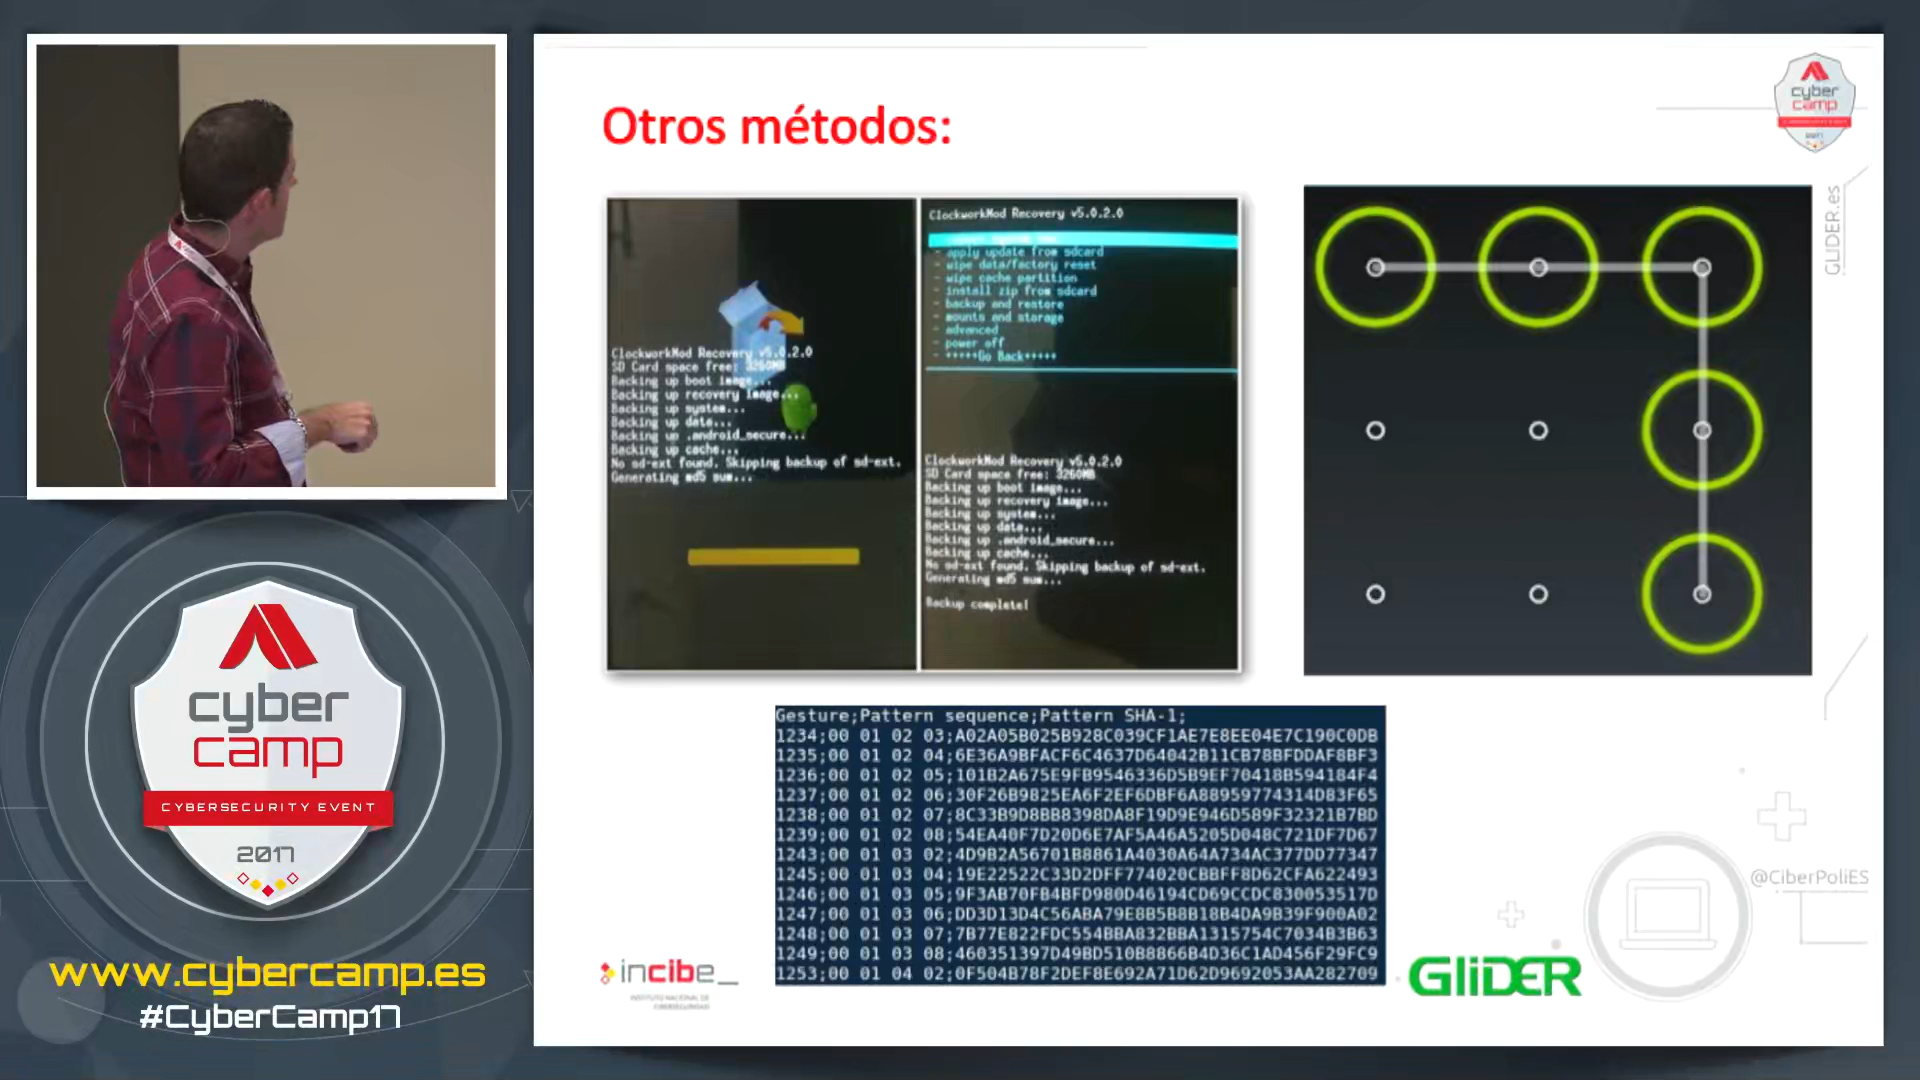 Otros métodos:
cyber
camp
2017
GLIDER.es
ClockworkMod Recovery v5.0.2.0
SD Card space free: 3260MB
Backing up boot image...
Backing up recovery image...
Backing up system...
Backing up data...
Backing up .android_secure...
Backing up cache...
No sd-ext found. Skipping backup of sd-ext.
Generating md5 sum...
ClockworkMod Recovery v5.0.2.0
- apply update from sdcard
- wipe data/factory reset
- wipe cache partition
- install zip from sdcard
- backup and restore
- mounts and storage
- advanced
- power off
- *****Go Back*****
ClockworkMod Recovery v5.0.2.0
SD Card space free: 3260MB
Backing up boot image...
Backing up recovery image...
Backing up system...
Backing up data...
Backing up .android_secure...
Backing up cache...
No sd-ext found. Skipping backup of sd-ext.
Generating md5 sum...
Backup complete!
Gesture;Pattern sequence;Pattern SHA-1;
1234;00 01 02 03;A02A05B025B928C039CF1AE7E8EE04E7C190C0DB
1235;00 01 02 04;6E36A9BFACF6C4637D64042B11CB78BFDDAF8BF3
1236;00 01 02 05;101B2A675E9FB9546336D5B9EF70418B594184F4
1237;00 01 02 06;30F26B9825EA6F2EF6DBF6A88959774314D83F65
1238;00 01 02 07;8C33B9D8BB8398DA8F19D9E946D589F32321B7BD
1239;00 01 02 08;54EA40F7D20D6E7AF5A46A5205D048C721DF7D67
1243;00 01 03 02;4D9B2A56701B8861A4030A64A734AC377DD77347
1245;00 01 03 04;19E22522C33D2DFF774020CBBFF8D62CFA622493
1246;00 01 03 05;9F3AB70FB4BFD980D46194CD69CCDC830053517D
1247;00 01 03 06;DD3D13D4C56ABA79E8B5B8B18B4DA9B39F900A02
1248;00 01 03 07;7B77E822FDC554BBA832BBA1315754C7034B3B63
1249;00 01 03 08;460351397D49BD510B8866B4D36C1AD456F29FC9
1253;00 01 04 02;0F504B78F2DEF8E692A71D62D9692053AA282709
@CiberPoliES
incibe_
INSTITUTO NACIONAL DE
CIBERSEGURIDAD
GLIDER
cyber
camp
CYBERSECURITY EVENT
2017
www.cybercamp.es
#CyberCamp17